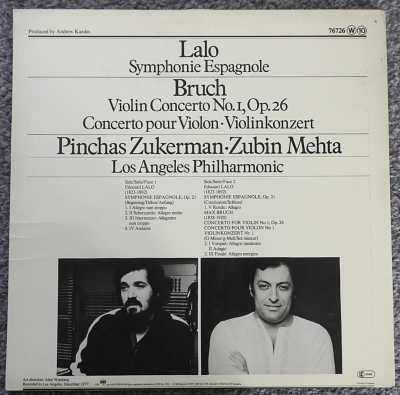 Produced by Andrew Kazdin
76726 W 10
Lalo
Symphonie Espagnole
Bruch
Violin Concerto No.1, Op.26
Concerto pour Violon·Violinkonzert
Pinchas Zukerman·Zubin Mehta
Los Angeles Philharmonic
Side/Seite/Face 1
Edouard LALO
(1823-1892)
SYMPHONIE ESPAGNOLE, Op. 21
(Beginning/Début/Anfang)
1. I Allegro non troppo
2. II Scherzando: Allegro molto
3. III Intermezzo: Allegretto
non troppo
4. IV Andante
Side/Seite/Face 2
Edouard LALO
(1823-1892)
SYMPHONIE ESPAGNOLE, Op. 21
1. V Rondo: Allegro
MAX BRUCH
(1838-1920)
CONCERTO FOR VIOLIN No.1, Op.26
CONCERTO POUR VIOLON No 1
VIOLINKONZERT Nr. 1
2. I Vorspiel: Allegro moderato
II Adagio
3. III Finale: Allegro energico
Recorded in Los Angeles, December 1977